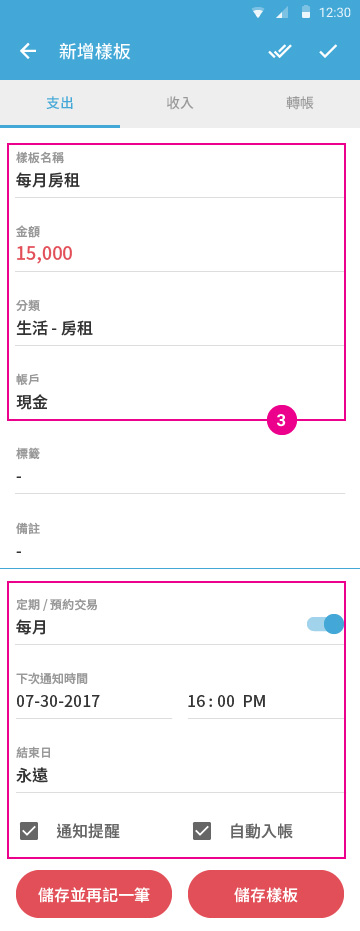 12:30
新增樣板
支出 收入 轉帳
樣板名稱
每月房租
金額
15,000
分類
生活 - 房租
帳戶
現金
3
標籤
-
備註
-
定期 / 預約交易
每月
下次通知時間
07-30-2017 16 : 00 PM
結束日
永遠
通知提醒 自動入帳
儲存並再記一筆 儲存樣板